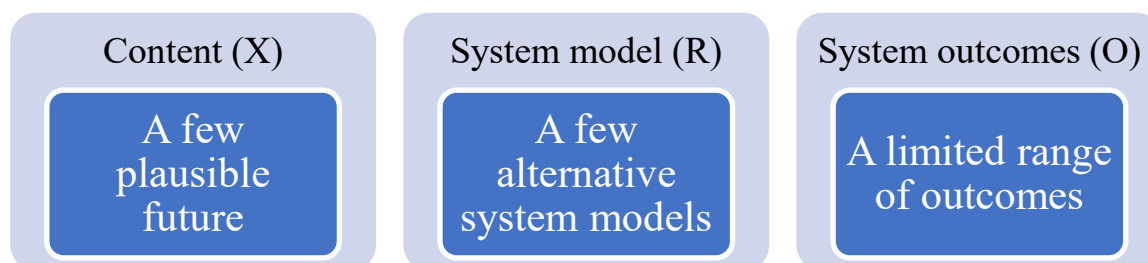 Content (X)
A few
plausible
future
System model (R)
A few
alternative
system models
System outcomes (O)
A limited range
of outcomes